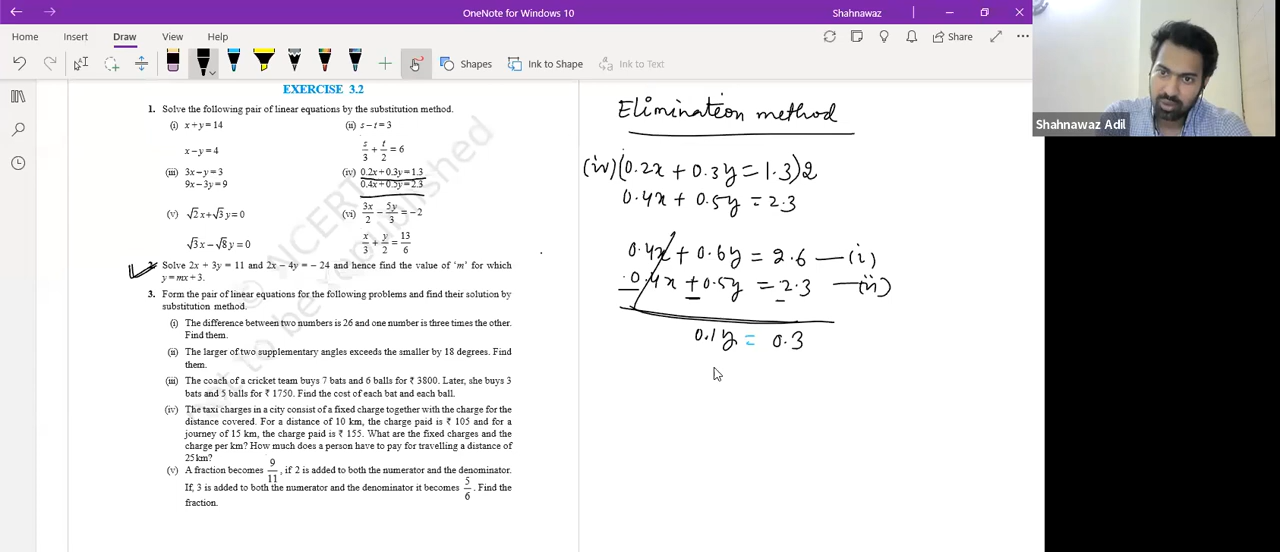 OneNote for Windows 10
Shahnawaz
Home Insert Draw View Help
Share
Shapes Ink to Shape Ink to Text
EXERCISE 3.2
1. Solve the following pair of linear equations by the substitution method.
(i) x + y = 14 (ii) s – t = 3
x – y = 4 s/3 + t/2 = 6
(iii) 3x – y = 3 (iv) 0.2x + 0.3y = 1.3
9x – 3y = 9 0.4x + 0.5y = 2.3
(v) √2x + √3y = 0 (vi) 3x/2 – 5y/3 = –2
√3x – √8y = 0 x/3 + y/2 = 13/6
2. Solve 2x + 3y = 11 and 2x – 4y = – 24 and hence find the value of ‘m’ for which
y = mx + 3.
3. Form the pair of linear equations for the following problems and find their solution by
substitution method.
(i) The difference between two numbers is 26 and one number is three times the other.
Find them.
(ii) The larger of two supplementary angles exceeds the smaller by 18 degrees. Find
them.
(iii) The coach of a cricket team buys 7 bats and 6 balls for ₹ 3800. Later, she buys 3
bats and 5 balls for ₹ 1750. Find the cost of each bat and each ball.
(iv) The taxi charges in a city consist of a fixed charge together with the charge for the
distance covered. For a distance of 10 km, the charge paid is ₹ 105 and for a
journey of 15 km, the charge paid is ₹ 155. What are the fixed charges and the
charge per km? How much does a person have to pay for travelling a distance of
25 km?
(v) A fraction becomes 9/11, if 2 is added to both the numerator and the denominator.
If, 3 is added to both the numerator and the denominator it becomes 5/6. Find the
fraction.
© NCERT
not to be republished
Elimination method
(iv) (0.2x + 0.3y = 1.3)2
0.4x + 0.5y = 2.3
0.4x + 0.6y = 2.6 — (i)
0.4x + 0.5y = 2.3 — (ii)
0.1y = 0.3
Shahnawaz Adil